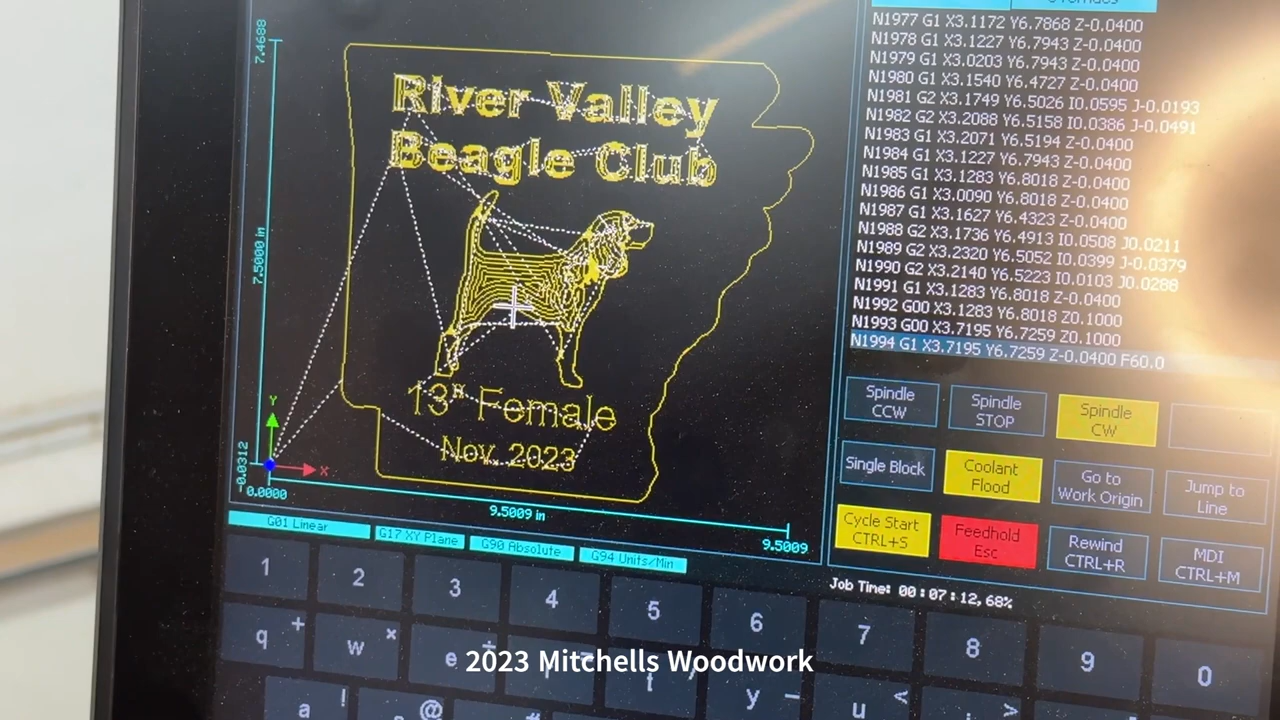 7.4688
River Valley
Beagle Club
7.5000 in
13" Female
Nov. 2023
Y
X
-0.0312
0.0000
9.5009 in
9.5009
G01 Linear
G17 XY Plane
G90 Absolute
G94 Units/Min
N1977 G1 X3.1172 Y6.7868 Z-0.0400
N1978 G1 X3.1227 Y6.7943 Z-0.0400
N1979 G1 X3.0203 Y6.7943 Z-0.0400
N1980 G1 X3.1540 Y6.4727 Z-0.0400
N1981 G2 X3.1749 Y6.5026 I0.0595 J-0.0193
N1982 G2 X3.2088 Y6.5158 I0.0386 J-0.0491
N1983 G1 X3.2071 Y6.5194 Z-0.0400
N1984 G1 X3.1227 Y6.7943 Z-0.0400
N1985 G1 X3.1283 Y6.8018 Z-0.0400
N1986 G1 X3.0090 Y6.8018 Z-0.0400
N1987 G1 X3.1627 Y6.4323 Z-0.0400
N1988 G2 X3.1736 Y6.4913 I0.0508 J0.0211
N1989 G2 X3.2320 Y6.5052 I0.0399 J-0.0379
N1990 G2 X3.2140 Y6.5223 I0.0103 J0.0288
N1991 G1 X3.1283 Y6.8018 Z-0.0400
N1992 G00 X3.1283 Y6.8018 Z0.1000
N1993 G00 X3.7195 Y6.7259 Z0.1000
N1994 G1 X3.7195 Y6.7259 Z-0.0400 F60.0
Spindle CCW
Spindle STOP
Spindle CW
Single Block
Coolant Flood
Go to Work Origin
Jump to Line
Cycle Start CTRL+S
Feedhold Esc
Rewind CTRL+R
MDI CTRL+M
Job Time: 00:07:12,68%
1 2 3 4 5 6 7 8 9 0
q + w × e t y − u <
a ! @ >
2023 Mitchells Woodwork